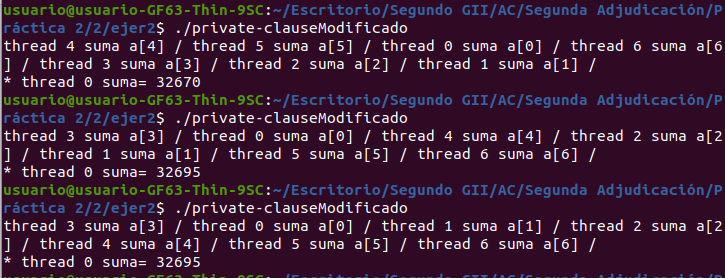 usuario@usuario-GF63-Thin-9SC:~/Escritorio/Segundo GII/AC/Segunda Adjudicación/P
ráctica 2/2/ejer2$ ./private-clauseModificado
thread 4 suma a[4] / thread 5 suma a[5] / thread 0 suma a[0] / thread 6 suma a[6
] / thread 3 suma a[3] / thread 2 suma a[2] / thread 1 suma a[1] /
* thread 0 suma= 32670
usuario@usuario-GF63-Thin-9SC:~/Escritorio/Segundo GII/AC/Segunda Adjudicación/P
ráctica 2/2/ejer2$ ./private-clauseModificado
thread 3 suma a[3] / thread 0 suma a[0] / thread 4 suma a[4] / thread 2 suma a[2
] / thread 1 suma a[1] / thread 5 suma a[5] / thread 6 suma a[6] /
* thread 0 suma= 32695
usuario@usuario-GF63-Thin-9SC:~/Escritorio/Segundo GII/AC/Segunda Adjudicación/P
ráctica 2/2/ejer2$ ./private-clauseModificado
thread 3 suma a[3] / thread 0 suma a[0] / thread 1 suma a[1] / thread 2 suma a[2
] / thread 4 suma a[4] / thread 5 suma a[5] / thread 6 suma a[6] /
* thread 0 suma= 32695